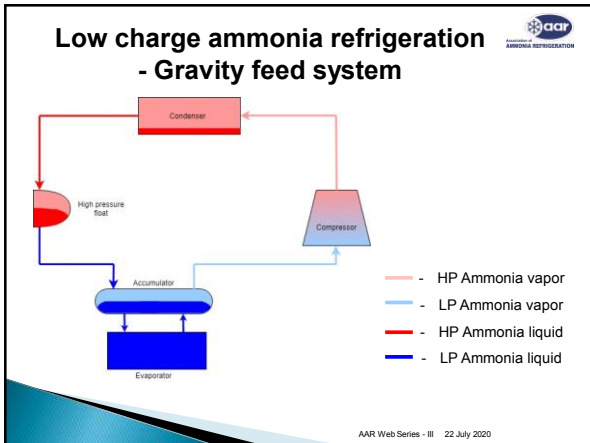 Low charge ammonia refrigeration
- Gravity feed system
aar
Association of
AMMONIA REFRIGERATION
Condenser
High pressure
float
Compressor
Accumulator
Evaporator
- HP Ammonia vapor
- LP Ammonia vapor
- HP Ammonia liquid
- LP Ammonia liquid
AAR Web Series - III 22 July 2020